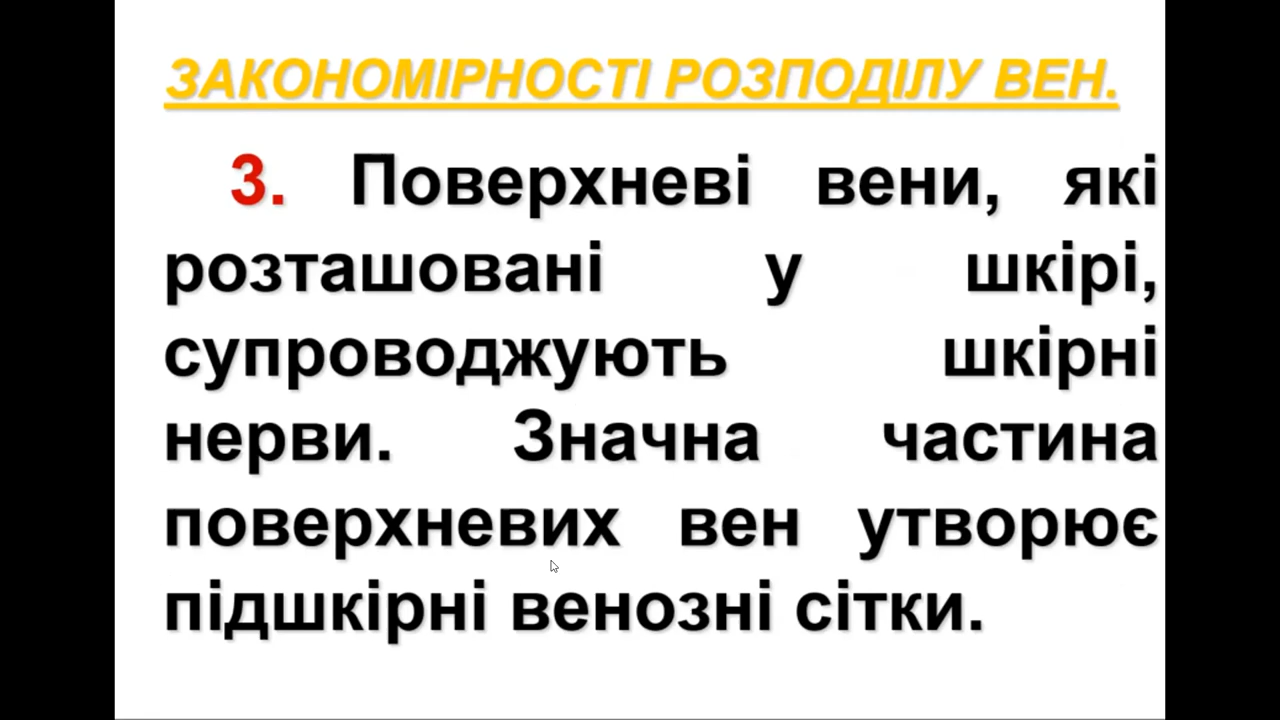 ЗАКОНОМІРНОСТІ РОЗПОДІЛУ ВЕН.
3. Поверхневі вени, які
розташовані у шкірі,
супроводжують шкірні
нерви. Значна частина
поверхневих вен утворює
підшкірні венозні сітки.